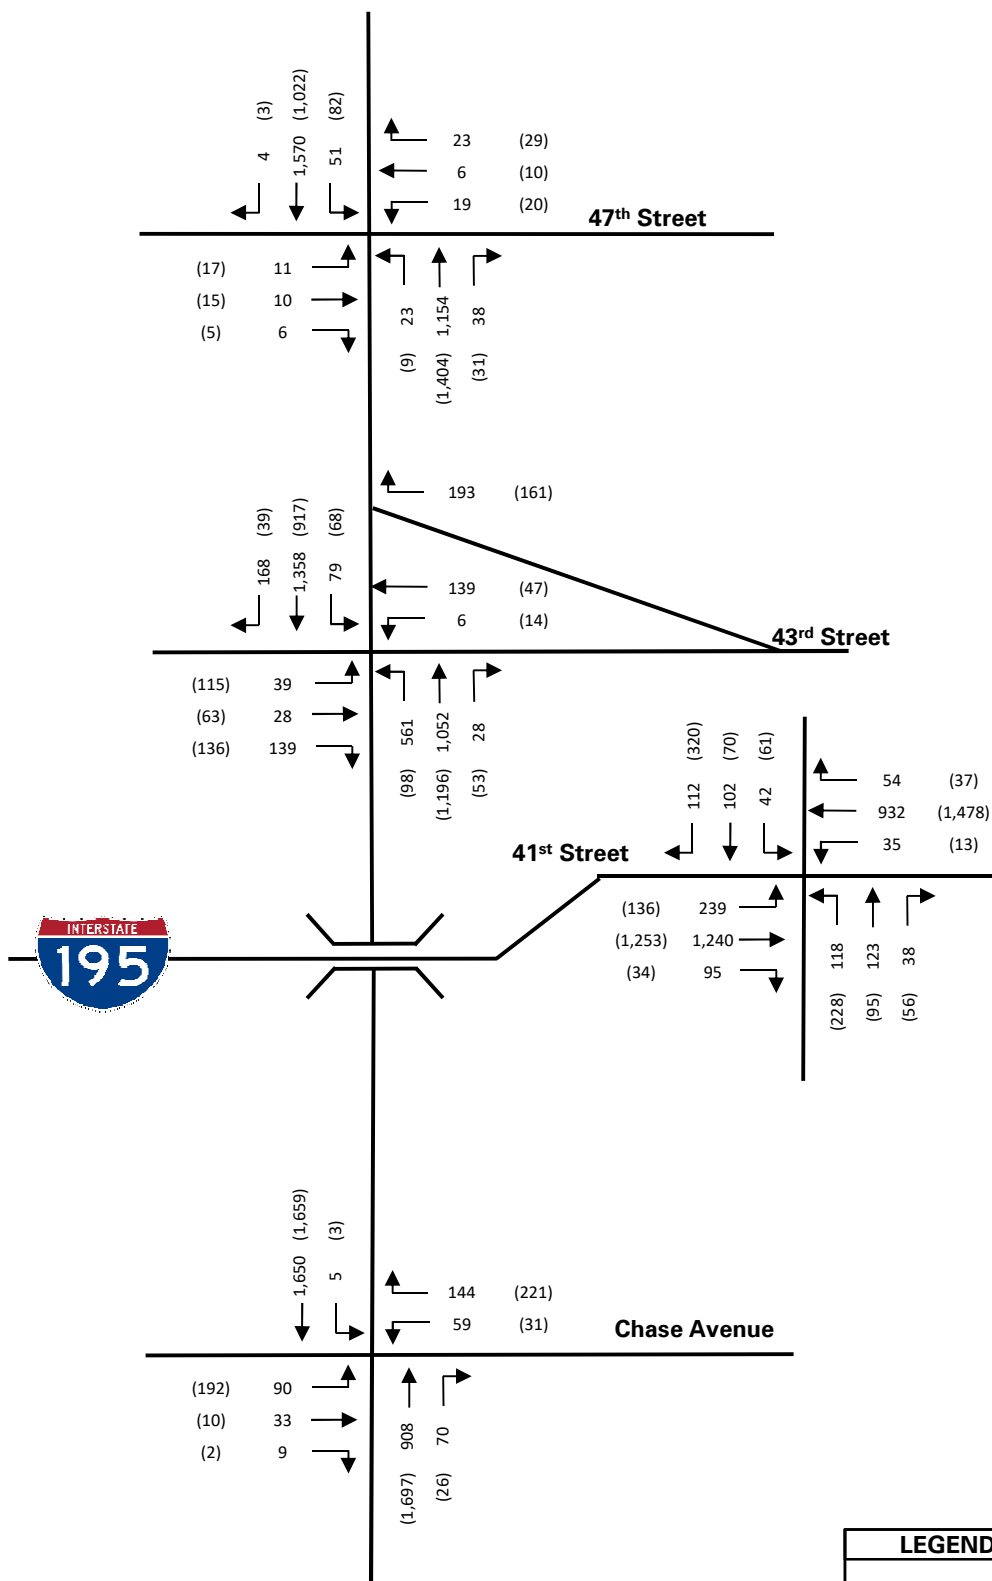 (3) (1,022) (82)
4 1,570 51
23 (29)
6 (10)
19 (20)
47th Street
(17) 11
(15) 10
(5) 6
23 1,154 38
(9) (1,404) (31)
193 (161)
(39) (917) (68)
168 1,358 79
139 (47)
6 (14)
43rd Street
(115) 39
(63) 28
(136) 139
561 1,052 28
(98) (1,196) (53)
(320) (70) (61)
112 102 42
54 (37)
932 (1,478)
35 (13)
41st Street
(136) 239
(1,253) 1,240
(34) 95
118 123 38
(228) (95) (56)
INTERSTATE
195
(1,659) (3)
1,650 5
144 (221)
59 (31)
Chase Avenue
(192) 90
(10) 33
(2) 9
908 70
(1,697) (26)
LEGEND